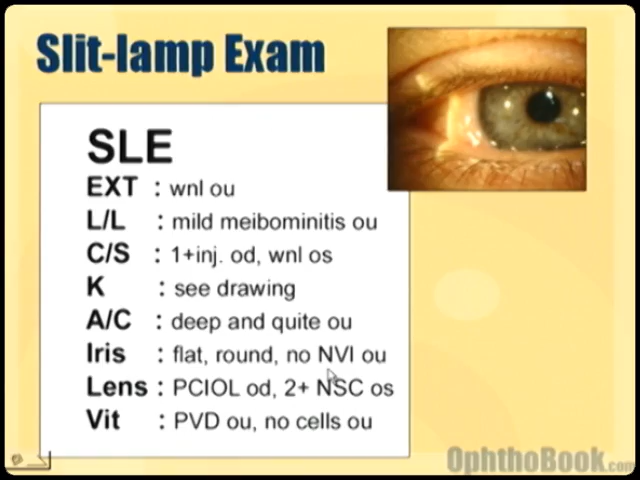 Slit-lamp Exam
SLE
EXT : wnl ou
L/L : mild meibominitis ou
C/S : 1+inj. od, wnl os
K : see drawing
A/C : deep and quite ou
Iris : flat, round, no NVI ou
Lens : PCIOL od, 2+ NSC os
Vit : PVD ou, no cells ou
OphthoBook.com